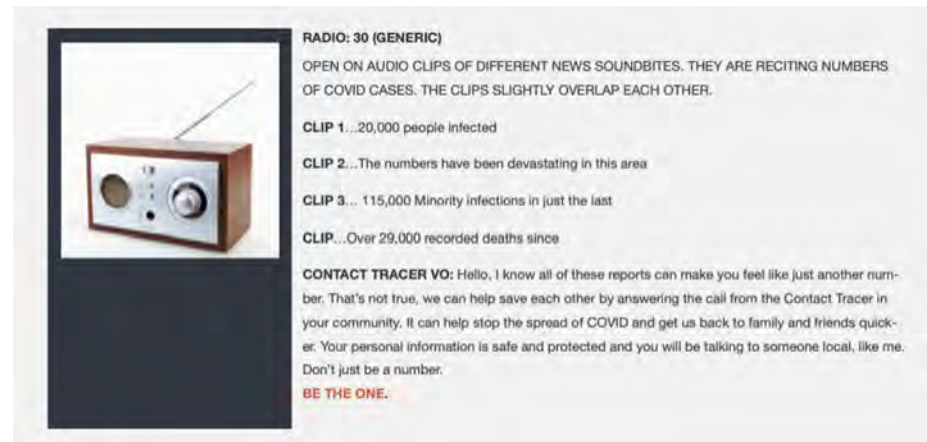 RADIO: 30 (GENERIC)
OPEN ON AUDIO CLIPS OF DIFFERENT NEWS SOUNDBITES. THEY ARE RECITING NUMBERS
OF COVID CASES. THE CLIPS SLIGHTLY OVERLAP EACH OTHER.
CLIP 1…20,000 people infected
CLIP 2…The numbers have been devastating in this area
CLIP 3… 115,000 Minority infections in just the last
CLIP…Over 29,000 recorded deaths since
CONTACT TRACER VO: Hello, I know all of these reports can make you feel like just another num-
ber. That's not true, we can help save each other by answering the call from the Contact Tracer in
your community. It can help stop the spread of COVID and get us back to family and friends quick-
er. Your personal information is safe and protected and you will be talking to someone local, like me.
Don't just be a number.
BE THE ONE.